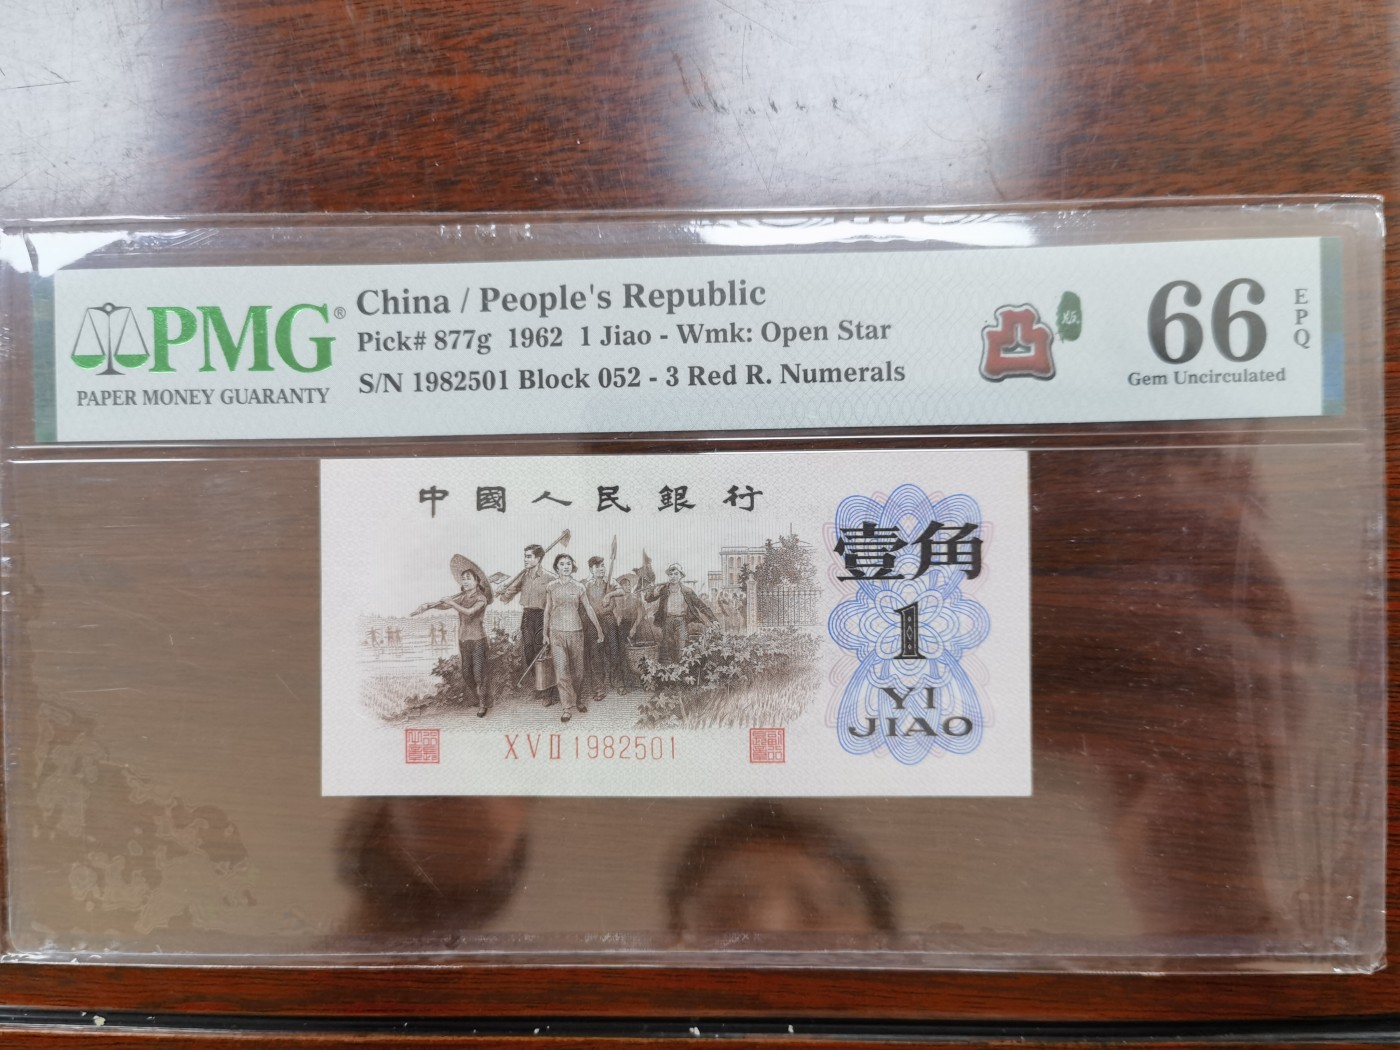 PMG®
PAPER MONEY GUARANTY
China / People's Republic
Pick# 877g 1962 1 Jiao - Wmk: Open Star
S/N 1982501 Block 052 - 3 Red R. Numerals
凸
版
66
EPQ
Gem Uncirculated
中國人民銀行
壹角
1
YI
JIAO
X V II 1982501